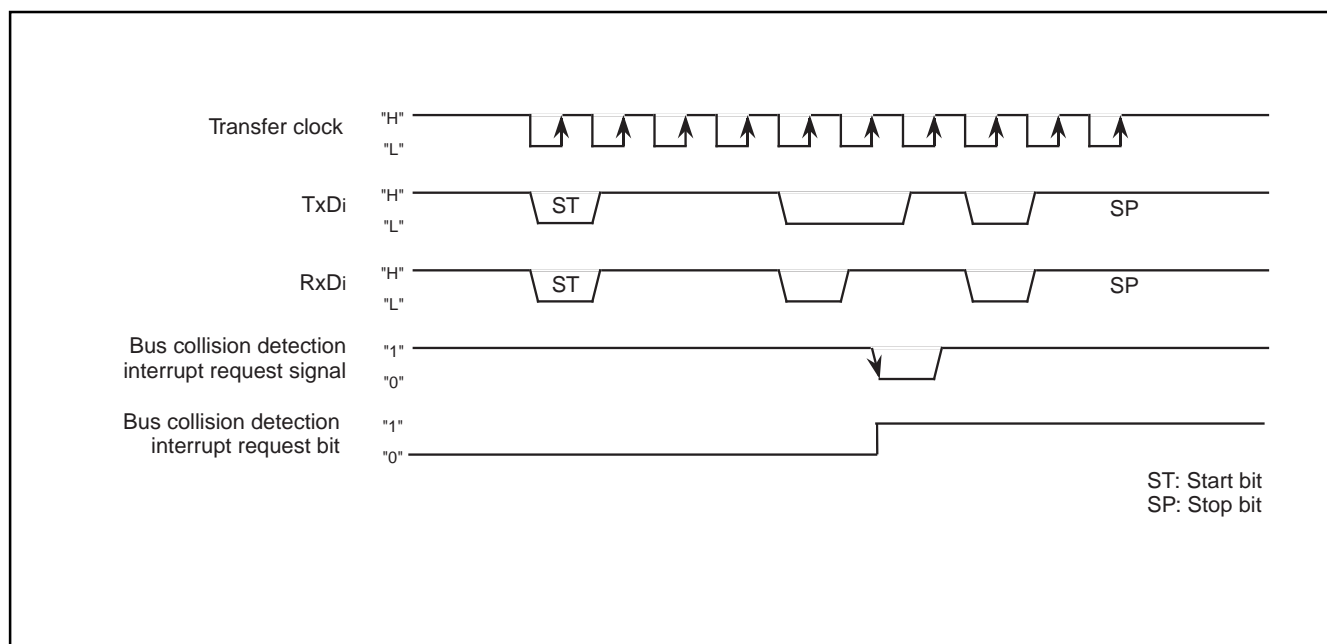 Transfer clock
"H"
"L"
TxDi
"H"
"L"
ST
SP
RxDi
"H"
"L"
ST
SP
Bus collision detection
interrupt request signal
"1"
"0"
Bus collision detection
interrupt request bit
"1"
"0"
ST: Start bit
SP: Stop bit